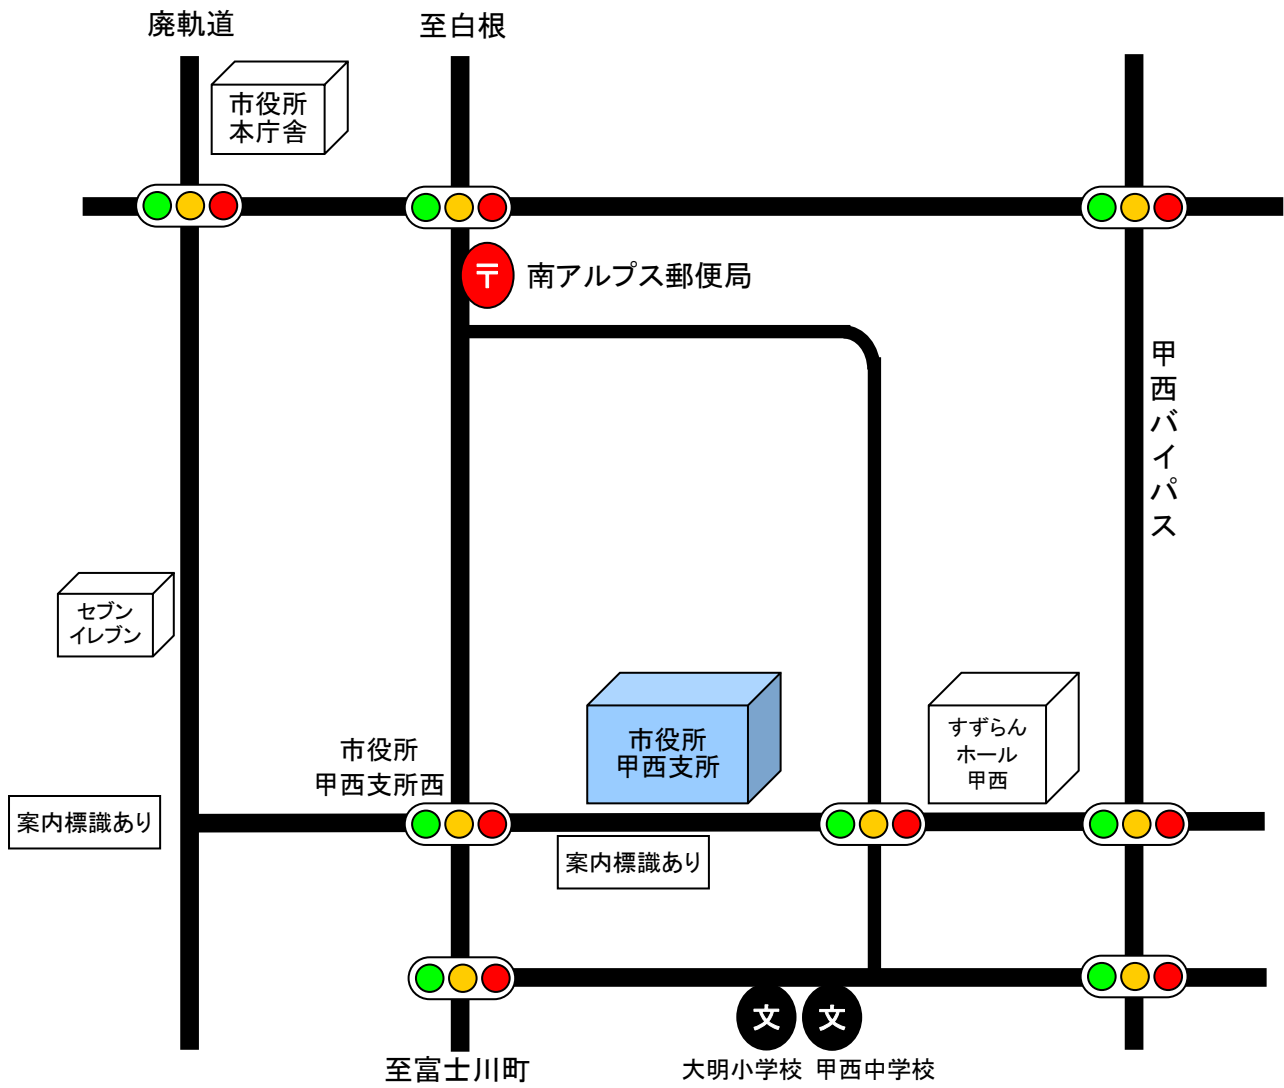 廃軌道
至白根
市役所
本庁舎
〒
南アルプス郵便局
甲西バイパス
セブン
イレブン
市役所
甲西支所
すずらん
ホール
甲西
市役所
甲西支所西
案内標識あり
案内標識あり
文
文
大明小学校
甲西中学校
至富士川町